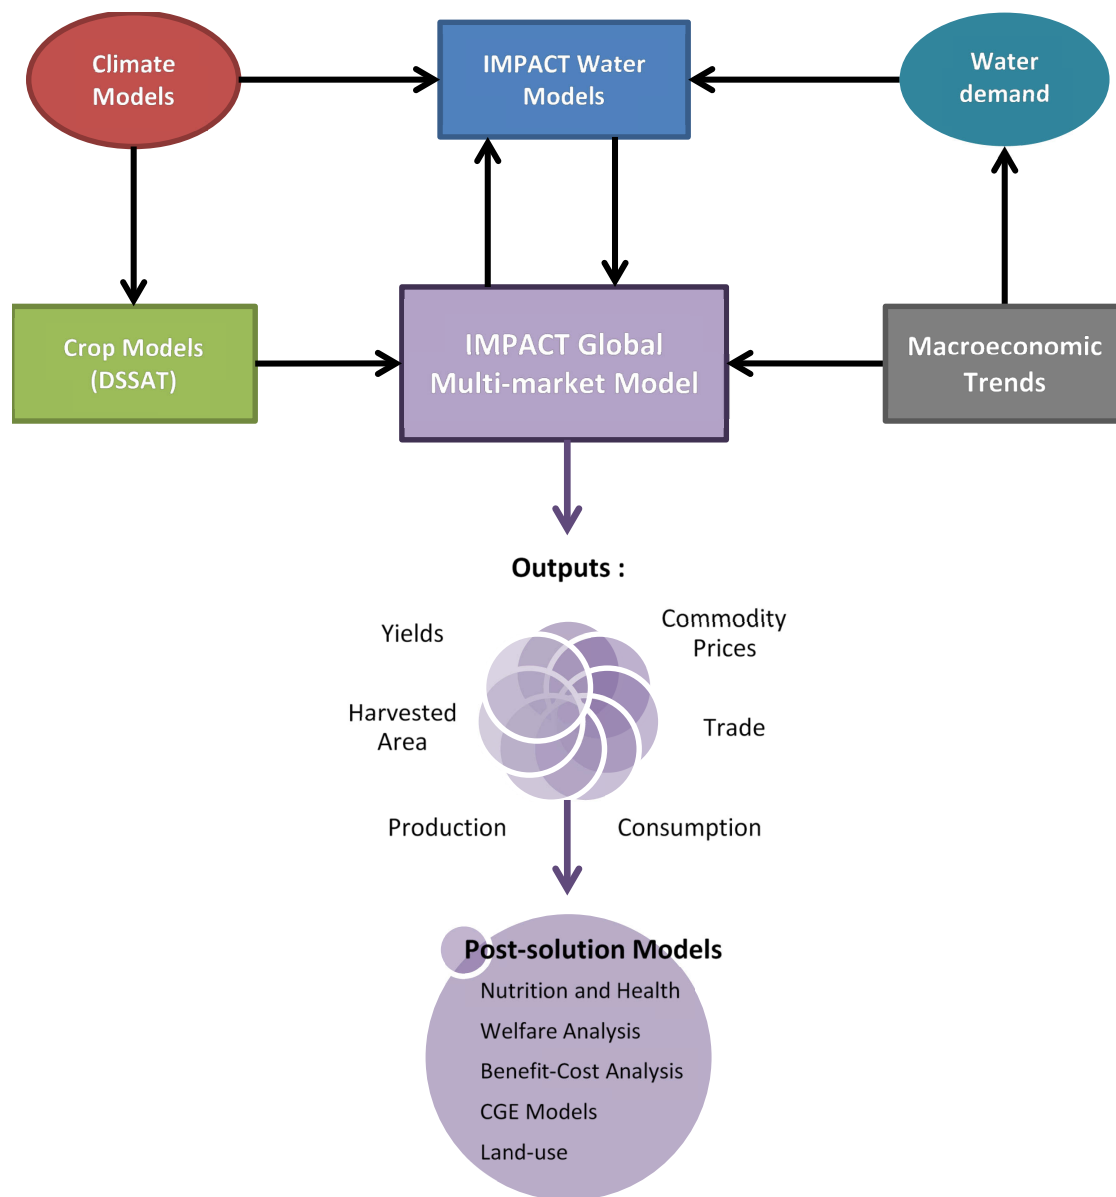 Climate
Models
IMPACT Water
Models
Water
demand
Crop Models
(DSSAT)
IMPACT Global
Multi-market Model
Macroeconomic
Trends
Outputs :
Yields
Commodity
Prices
Harvested
Area
Trade
Production
Consumption
Post-solution Models
Nutrition and Health
Welfare Analysis
Benefit-Cost Analysis
CGE Models
Land-use